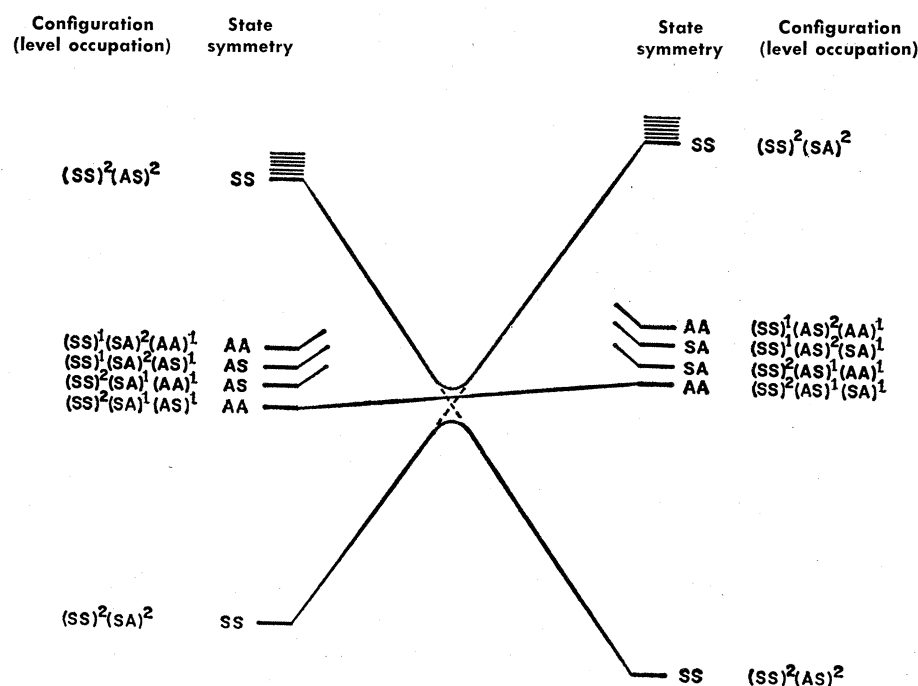 Configuration
(level occupation)
State
symmetry
State
symmetry
Configuration
(level occupation)
(SS)²(AS)² SS
SS (SS)²(SA)²
(SS)¹(SA)²(AA)¹ AA
(SS)¹(SA)²(AS)¹ AS
(SS)²(SA)¹(AA)¹ AS
(SS)²(SA)¹(AS)¹ AA
AA (SS)¹(AS)²(AA)¹
SA (SS)¹(AS)²(SA)¹
SA (SS)²(AS)¹(AA)¹
AA (SS)²(AS)¹(SA)¹
(SS)²(SA)² SS
SS (SS)²(AS)²